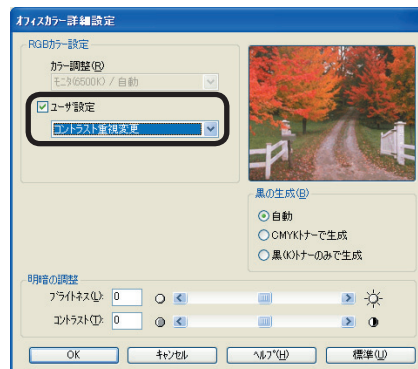 オフィスカラー詳細設定
RGBカラー設定
カラー調整(R)
モニタ(6500K) / 自動
ユーザ設定
コントラスト重視変更
黒の生成(B)
自動
CMYKトナーで生成
黒(K)トナーのみで生成
明暗の調整
ブライトネス(L): 0
コントラスト(T): 0
OK キャンセル ヘルプ(H) 標準(U)